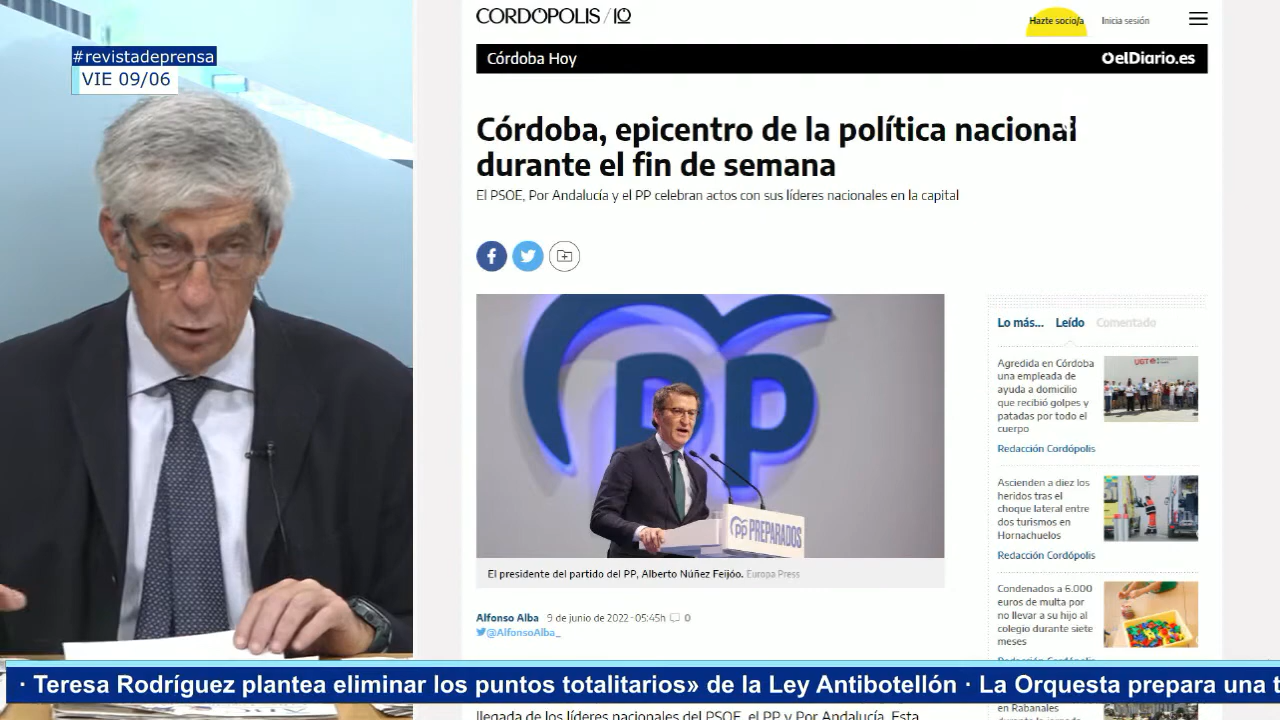 #revistadeprensa
VIE 09/06
CORDÓPOLIS / 10
Hazte socio/a
Inicia sesión
Córdoba Hoy
elDiario.es
Córdoba, epicentro de la política nacional
durante el fin de semana
El PSOE, Por Andalucía y el PP celebran actos con sus líderes nacionales en la capital
PP
PP PREPARADOS
El presidente del partido del PP, Alberto Núñez Feijóo. Europa Press
Alfonso Alba 9 de junio de 2022 - 05:45h 0
@AlfonsoAlba_
Lo más... Leído Comentado
Agredida en Córdoba
una empleada de
ayuda a domicilio
que recibió golpes y
patadas por todo el
cuerpo
Redacción Cordópolis
UGT
Ascienden a diez los
heridos tras el
choque lateral entre
dos turismos en
Hornachuelos
Redacción Cordópolis
Condenados a 6.000
euros de multa por
no llevar a su hijo al
colegio durante siete
meses
Redacción Cordópolis
· Teresa Rodríguez plantea eliminar los puntos totalitarios» de la Ley Antibotellón · La Orquesta prepara una t
llegada de los líderes nacionales del PSOE, el PP y Por Andalucía. Esta
en Rabanales